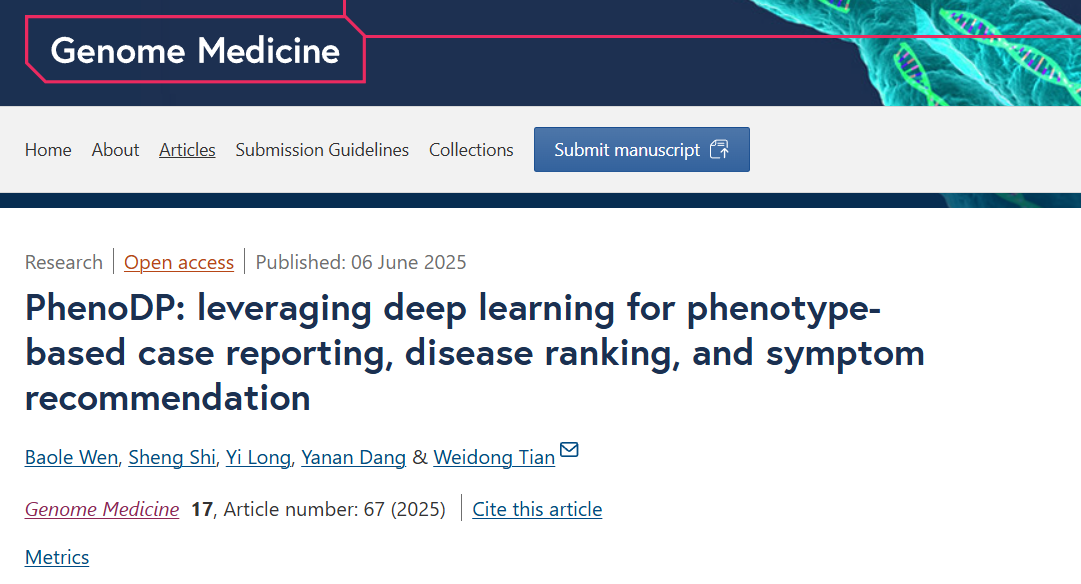 Genome Medicine
Home About Articles Submission Guidelines Collections Submit manuscript
Research Open access Published: 06 June 2025
PhenoDP: leveraging deep learning for phenotype-
based case reporting, disease ranking, and symptom
recommendation
Baole Wen, Sheng Shi, Yi Long, Yanan Dang & Weidong Tian
Genome Medicine 17, Article number: 67 (2025) Cite this article
Metrics